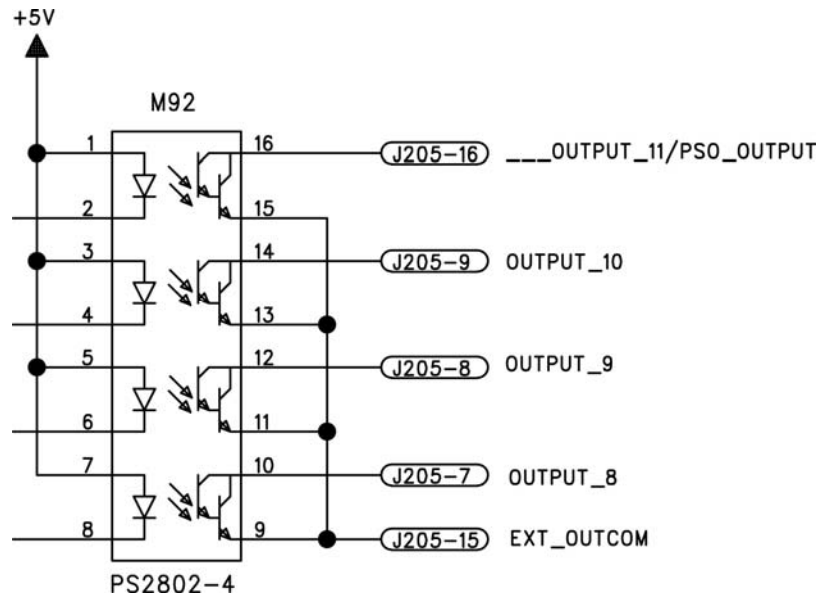 +5V
M92
1 16 J205-16 ___OUTPUT_11/PSO_OUTPUT
2 15
3 14 J205-9 OUTPUT_10
4 13
5 12 J205-8 OUTPUT_9
6 11
7 10 J205-7 OUTPUT_8
8 9 J205-15 EXT_OUTCOM
PS2802-4